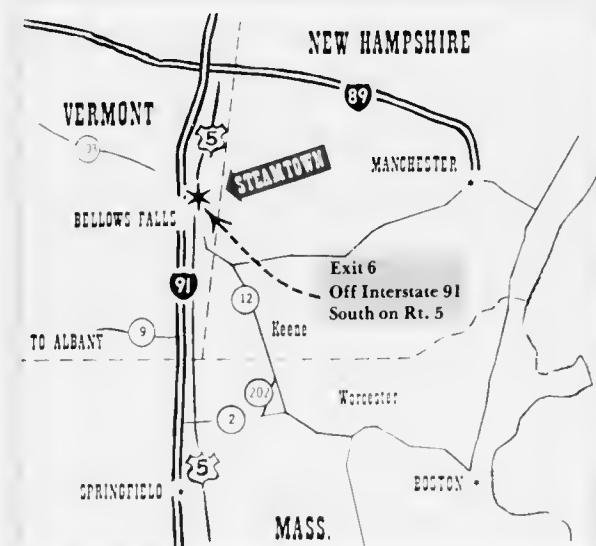 NEW HAMPSHIRE
89
VERMONT
5
103
STEAMTOWN
MANCHESTER
BELLOWS FALLS
Exit 6
Off Interstate 91
South on Rt. 5
91
12
Keene
9
TO ALBANY
202
Worcester
2
5
SPRINGFIELD
BOSTON
MASS.